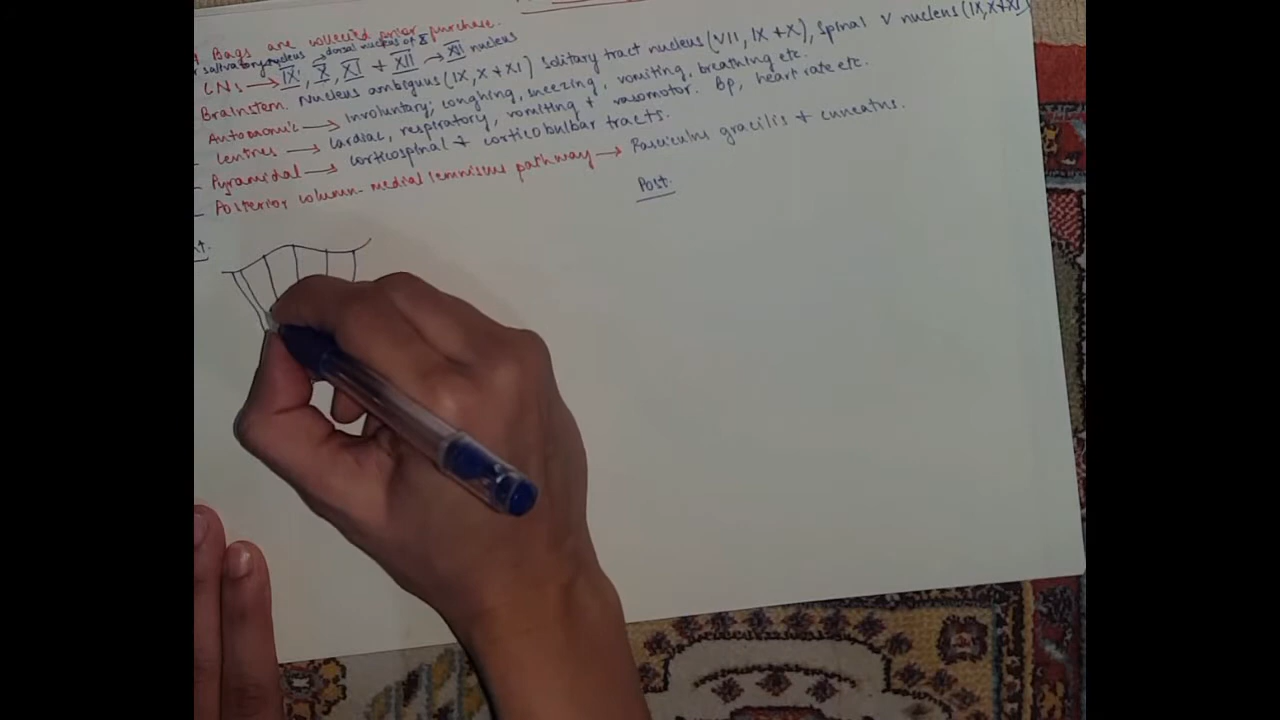 Bags are collected prior purchase.
salivatory nucleus → dorsal nucleus of X
CNs → IX, X, XI + XII → XII nucleus
Brainstem. Nucleus ambiguus (IX, X + XI) Solitary tract nucleus (VII, IX + X), Spinal V nucleus (IX, X + XI)
Autonomic → involuntary; coughing, sneezing, vomiting, breathing etc.
Centres → Cardiac, respiratory, vomiting + vasomotor. BP, heart rate etc.
Pyramidal → corticospinal + corticobulbar tracts.
Posterior column-medial lemniscus pathway → Fasciculus gracilis + cuneatus.
Post.